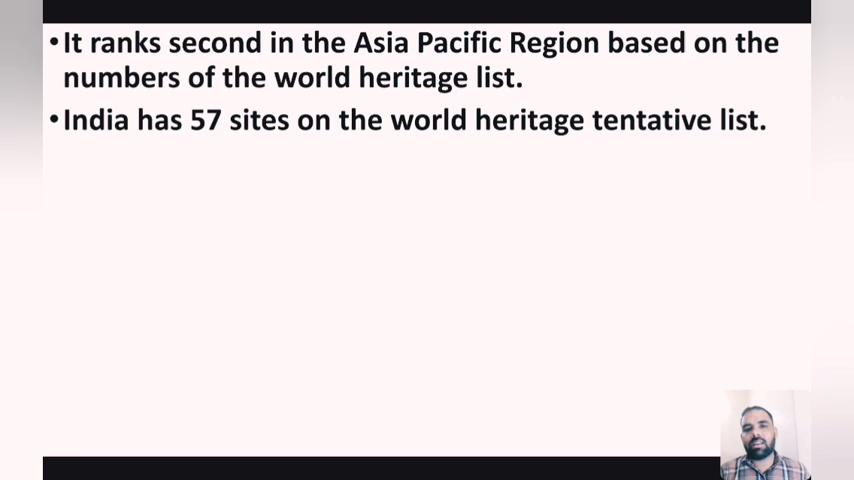 •It ranks second in the Asia Pacific Region based on the
numbers of the world heritage list.
•India has 57 sites on the world heritage tentative list.